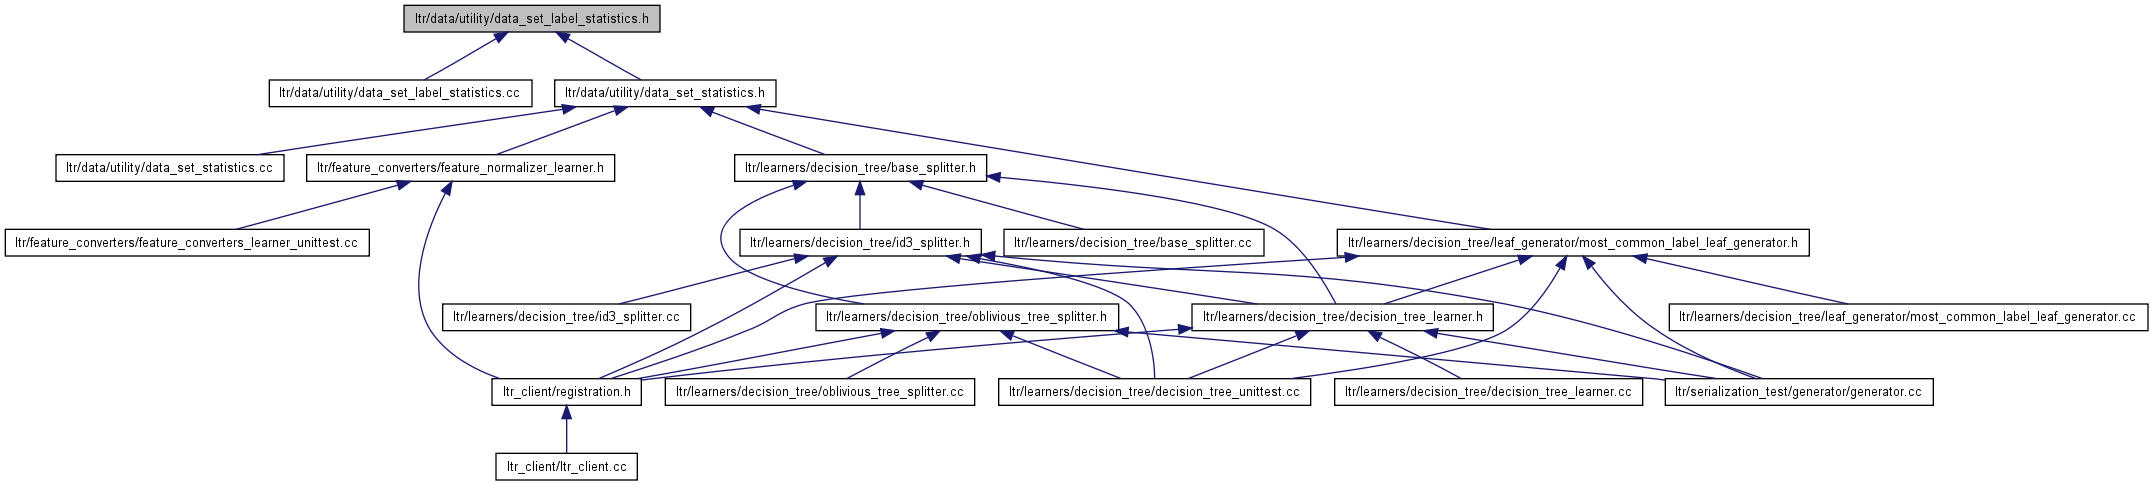 ltr/data/utility/data_set_label_statistics.h
ltr/data/utility/data_set_label_statistics.cc
ltr/data/utility/data_set_statistics.h
ltr/data/utility/data_set_statistics.cc
ltr/feature_converters/feature_normalizer_learner.h
ltr/learners/decision_tree/base_splitter.h
ltr/feature_converters/feature_converters_learner_unittest.cc
ltr/learners/decision_tree/id3_splitter.h
ltr/learners/decision_tree/base_splitter.cc
ltr/learners/decision_tree/leaf_generator/most_common_label_leaf_generator.h
ltr/learners/decision_tree/id3_splitter.cc
ltr/learners/decision_tree/oblivious_tree_splitter.h
ltr/learners/decision_tree/decision_tree_learner.h
ltr/learners/decision_tree/leaf_generator/most_common_label_leaf_generator.cc
ltr_client/registration.h
ltr/learners/decision_tree/oblivious_tree_splitter.cc
ltr/learners/decision_tree/decision_tree_unittest.cc
ltr/learners/decision_tree/decision_tree_learner.cc
ltr/serialization_test/generator/generator.cc
ltr_client/ltr_client.cc